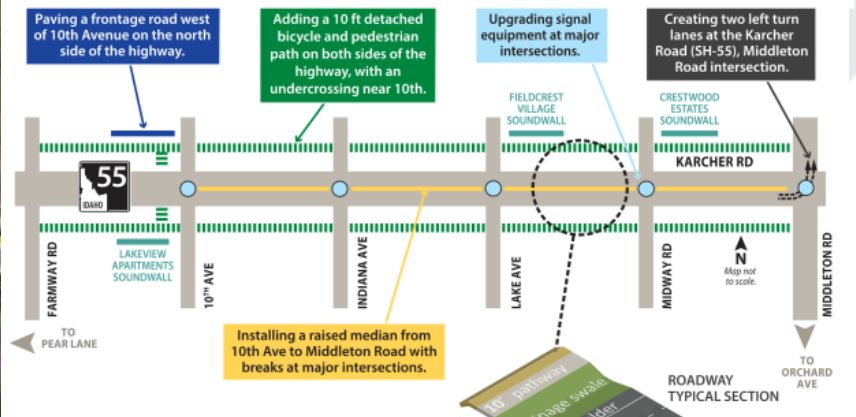 Paving a frontage road west
of 10th Avenue on the north
side of the highway.
Adding a 10 ft detached
bicycle and pedestrian
path on both sides of the
highway, with an
undercrossing near 10th.
Upgrading signal
equipment at major
intersections.
Creating two left turn
lanes at the Karcher
Road (SH-55), Middleton
Road intersection.
FIELDCREST
VILLAGE
SOUNDWALL
CRESTWOOD
ESTATES
SOUNDWALL
KARCHER RD
55
IDAHO
LAKEVIEW
APARTMENTS
SOUNDWALL
FARMWAY RD
10TH AVE
INDIANA AVE
LAKE AVE
MIDWAY RD
MIDDLETON RD
N
Map not
to scale.
TO
PEAR LANE
Installing a raised median from
10th Ave to Middleton Road with
breaks at major intersections.
TO
ORCHARD
AVE
ROADWAY
TYPICAL SECTION
10' pathway
swale